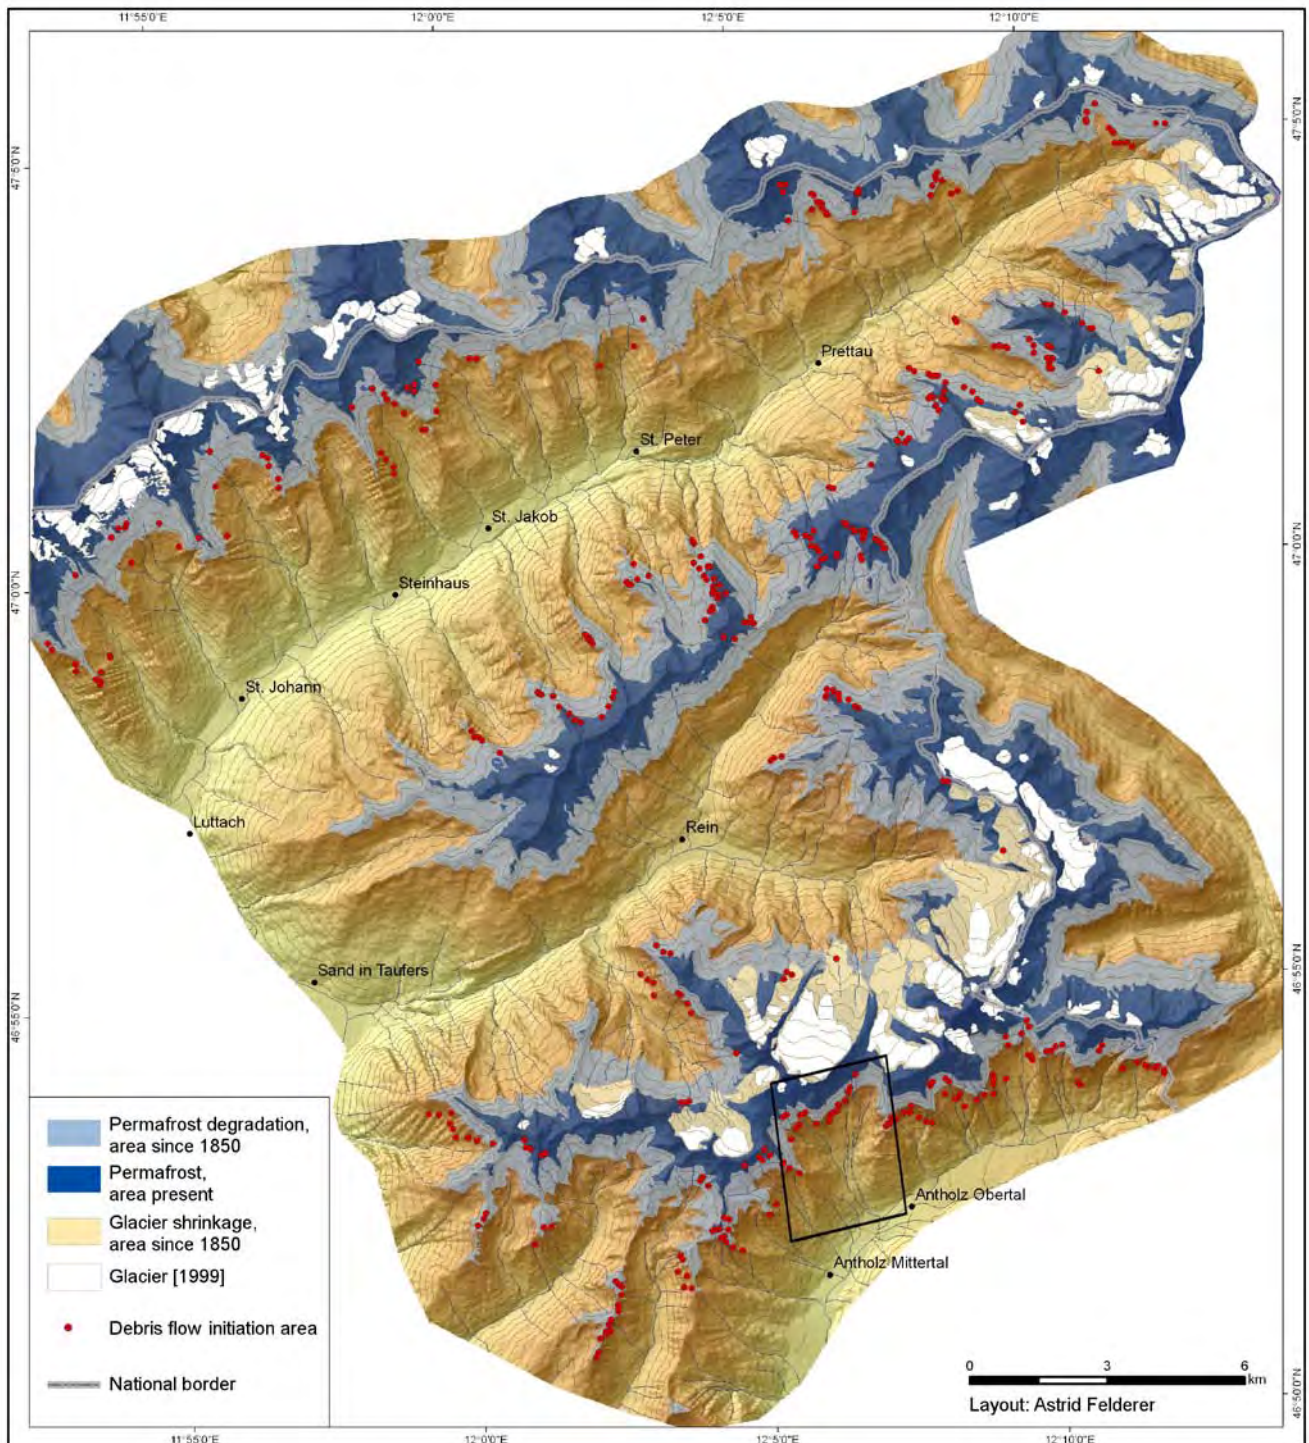 11°55'0"E 12°0'0"E 12°5'0"E 12°10'0"E
47°5'0"N
47°5'0"N
Prettau
St. Peter
St. Jakob
47°0'0"N
Steinhaus
47°0'0"N
St. Johann
Luttach
Rein
Sand in Taufers
46°55'0"N
46°55'0"N
Permafrost degradation,
area since 1850
Permafrost,
area present
Glacier shrinkage,
area since 1850
Glacier [1999]
Debris flow initiation area
National border
Antholz Obertal
Antholz Mittertal
0 3 6
km
Layout: Astrid Felderer
46°50'0"N
11°55'0"E 12°0'0"E 12°5'0"E 12°10'0"E